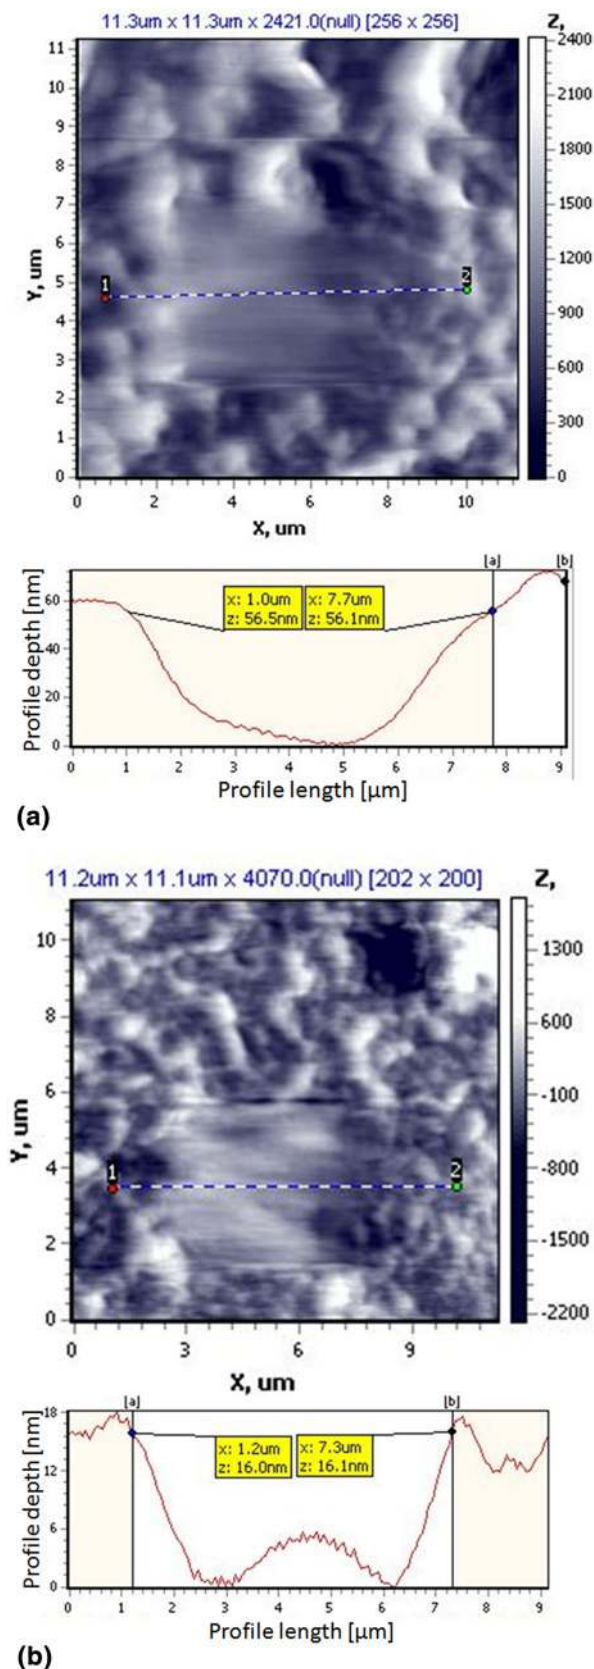 11.3um x 11.3um x 2421.0(null) [256 x 256]
Z,
11
10
9
8
7
6
5
4
3
2
1
0
Y, um
1
2
2400
2100
1800
1500
1200
900
600
300
0
0 2 4 6 8 10
X, um
[a] [b]
Profile depth [nm]
60
40
20
0
x: 1.0um
z: 56.5nm
x: 7.7um
z: 56.1nm
0 1 2 3 4 5 6 7 8 9
Profile length [µm]
(a)
11.2um x 11.1um x 4070.0(null) [202 x 200]
Z,
10
8
6
4
2
0
Y, um
1
2
1300
600
-100
-800
-1500
-2200
0 3 6 9
X, um
[a] [b]
Profile depth [nm]
18
12
6
0
x: 1.2um
z: 16.0nm
x: 7.3um
z: 16.1nm
0 1 2 3 4 5 6 7 8 9
Profile length [µm]
(b)